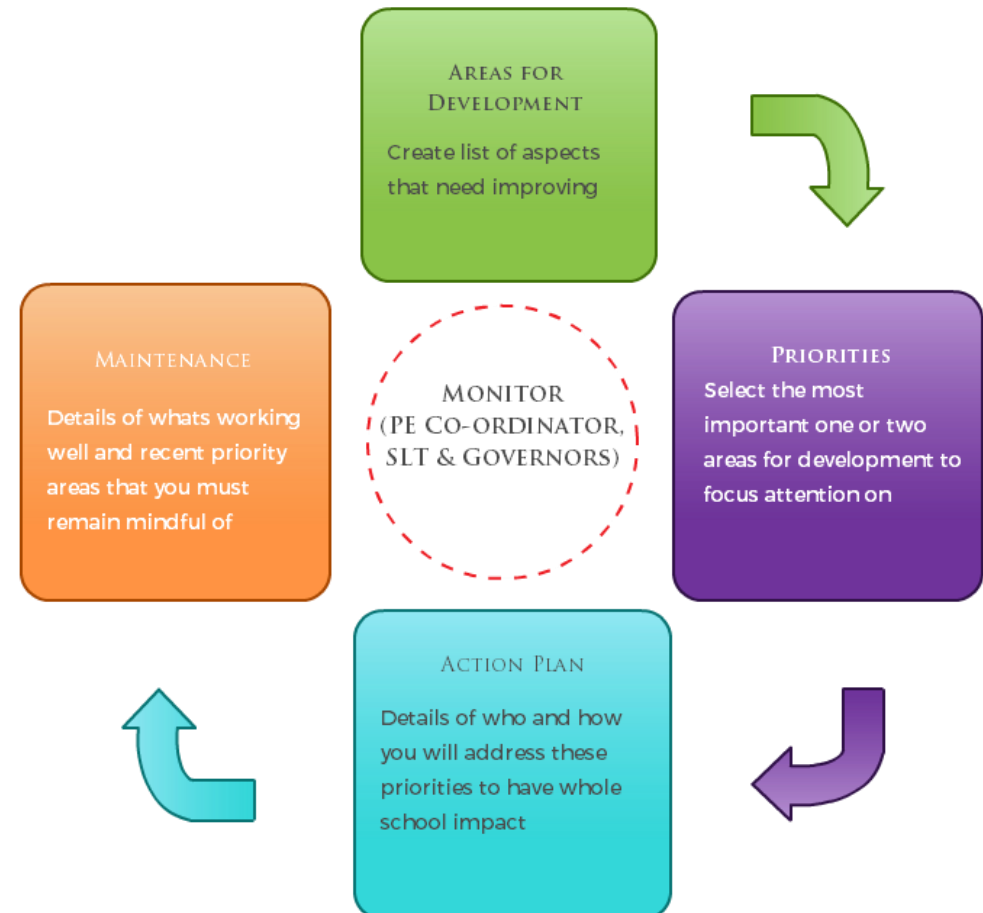 AREAS FOR
DEVELOPMENT
Create list of aspects
that need improving
PRIORITIES
Select the most
important one or two
areas for development to
focus attention on
ACTION PLAN
Details of who and how
you will address these
priorities to have whole
school impact
MAINTENANCE
Details of whats working
well and recent priority
areas that you must
remain mindful of
MONITOR
(PE CO-ORDINATOR,
SLT & GOVERNORS)